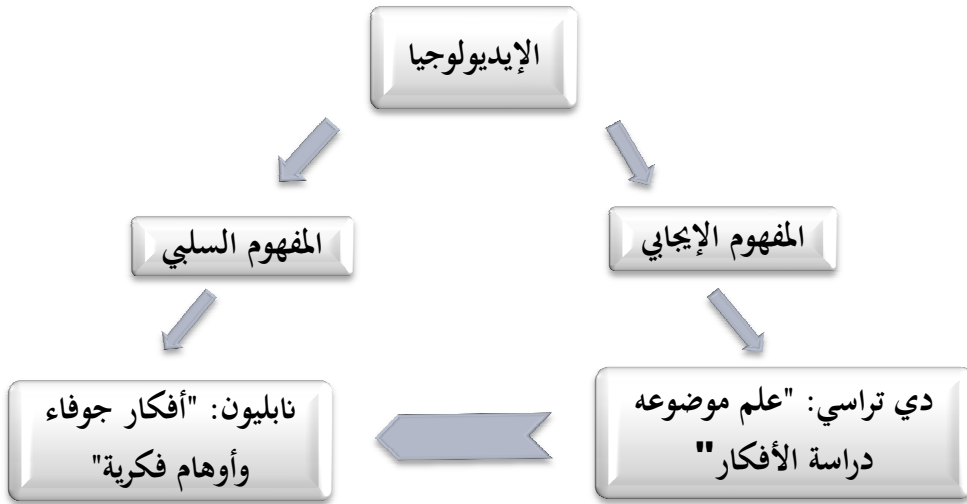 الإيديولوجيا
المفهوم الإيجابي
المفهوم السلبي
دي تراسي: "علم موضوعه
دراسة الأفكار"
نابليون: "أفكار جوفاء
وأوهام فكرية"